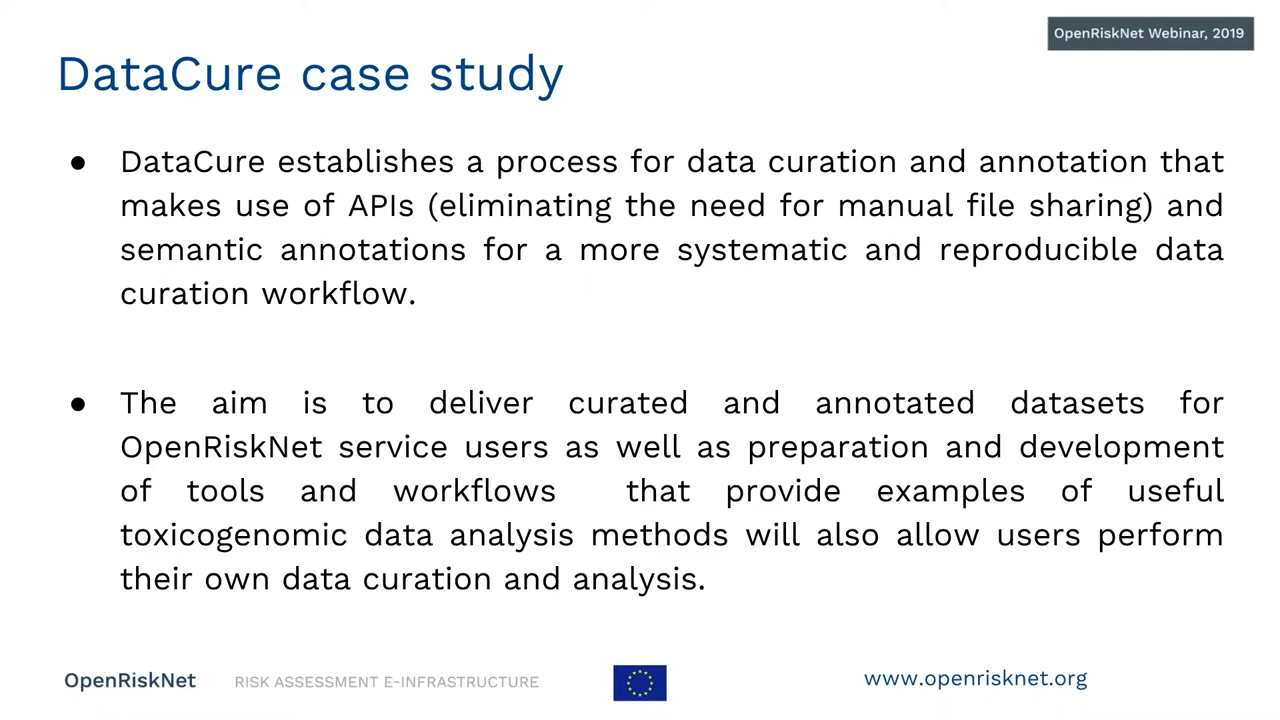 OpenRiskNet Webinar, 2019
DataCure case study
● DataCure establishes a process for data curation and annotation that
makes use of APIs (eliminating the need for manual file sharing) and
semantic annotations for a more systematic and reproducible data
curation workflow.
● The aim is to deliver curated and annotated datasets for
OpenRiskNet service users as well as preparation and development
of tools and workflows that provide examples of useful
toxicogenomic data analysis methods will also allow users perform
their own data curation and analysis.
OpenRiskNet RISK ASSESSMENT E-INFRASTRUCTURE www.openrisknet.org